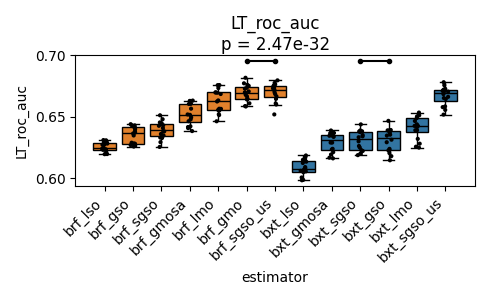 LT_roc_auc
p = 2.47e-32
LT_roc_auc
0.70
0.65
0.60
brf_lso
brf_gso
brf_sgso
brf_gmosa
brf_lmo
brf_gmo
brf_sgso_us
bxt_lso
bxt_gmosa
bxt_sgso
bxt_gso
bxt_lmo
bxt_sgso_us
estimator